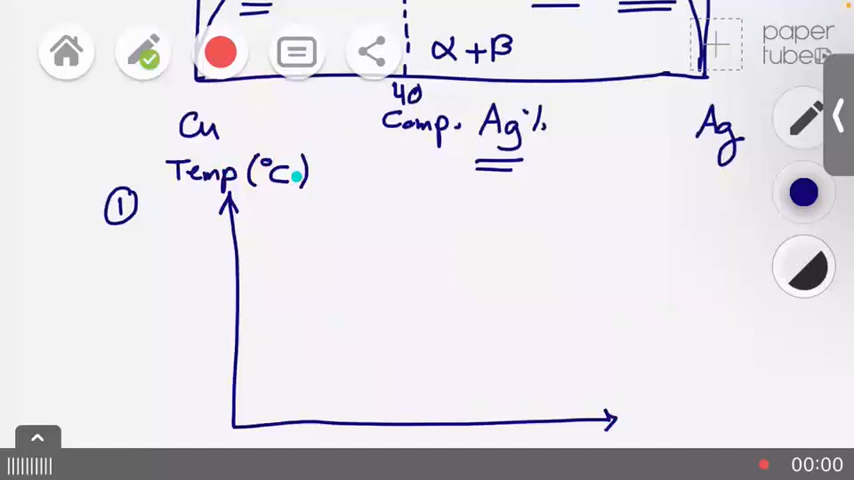 α+β
40
Cu
Comp. Ag%
Ag
Temp (°C)
①
paper
tube
00:00